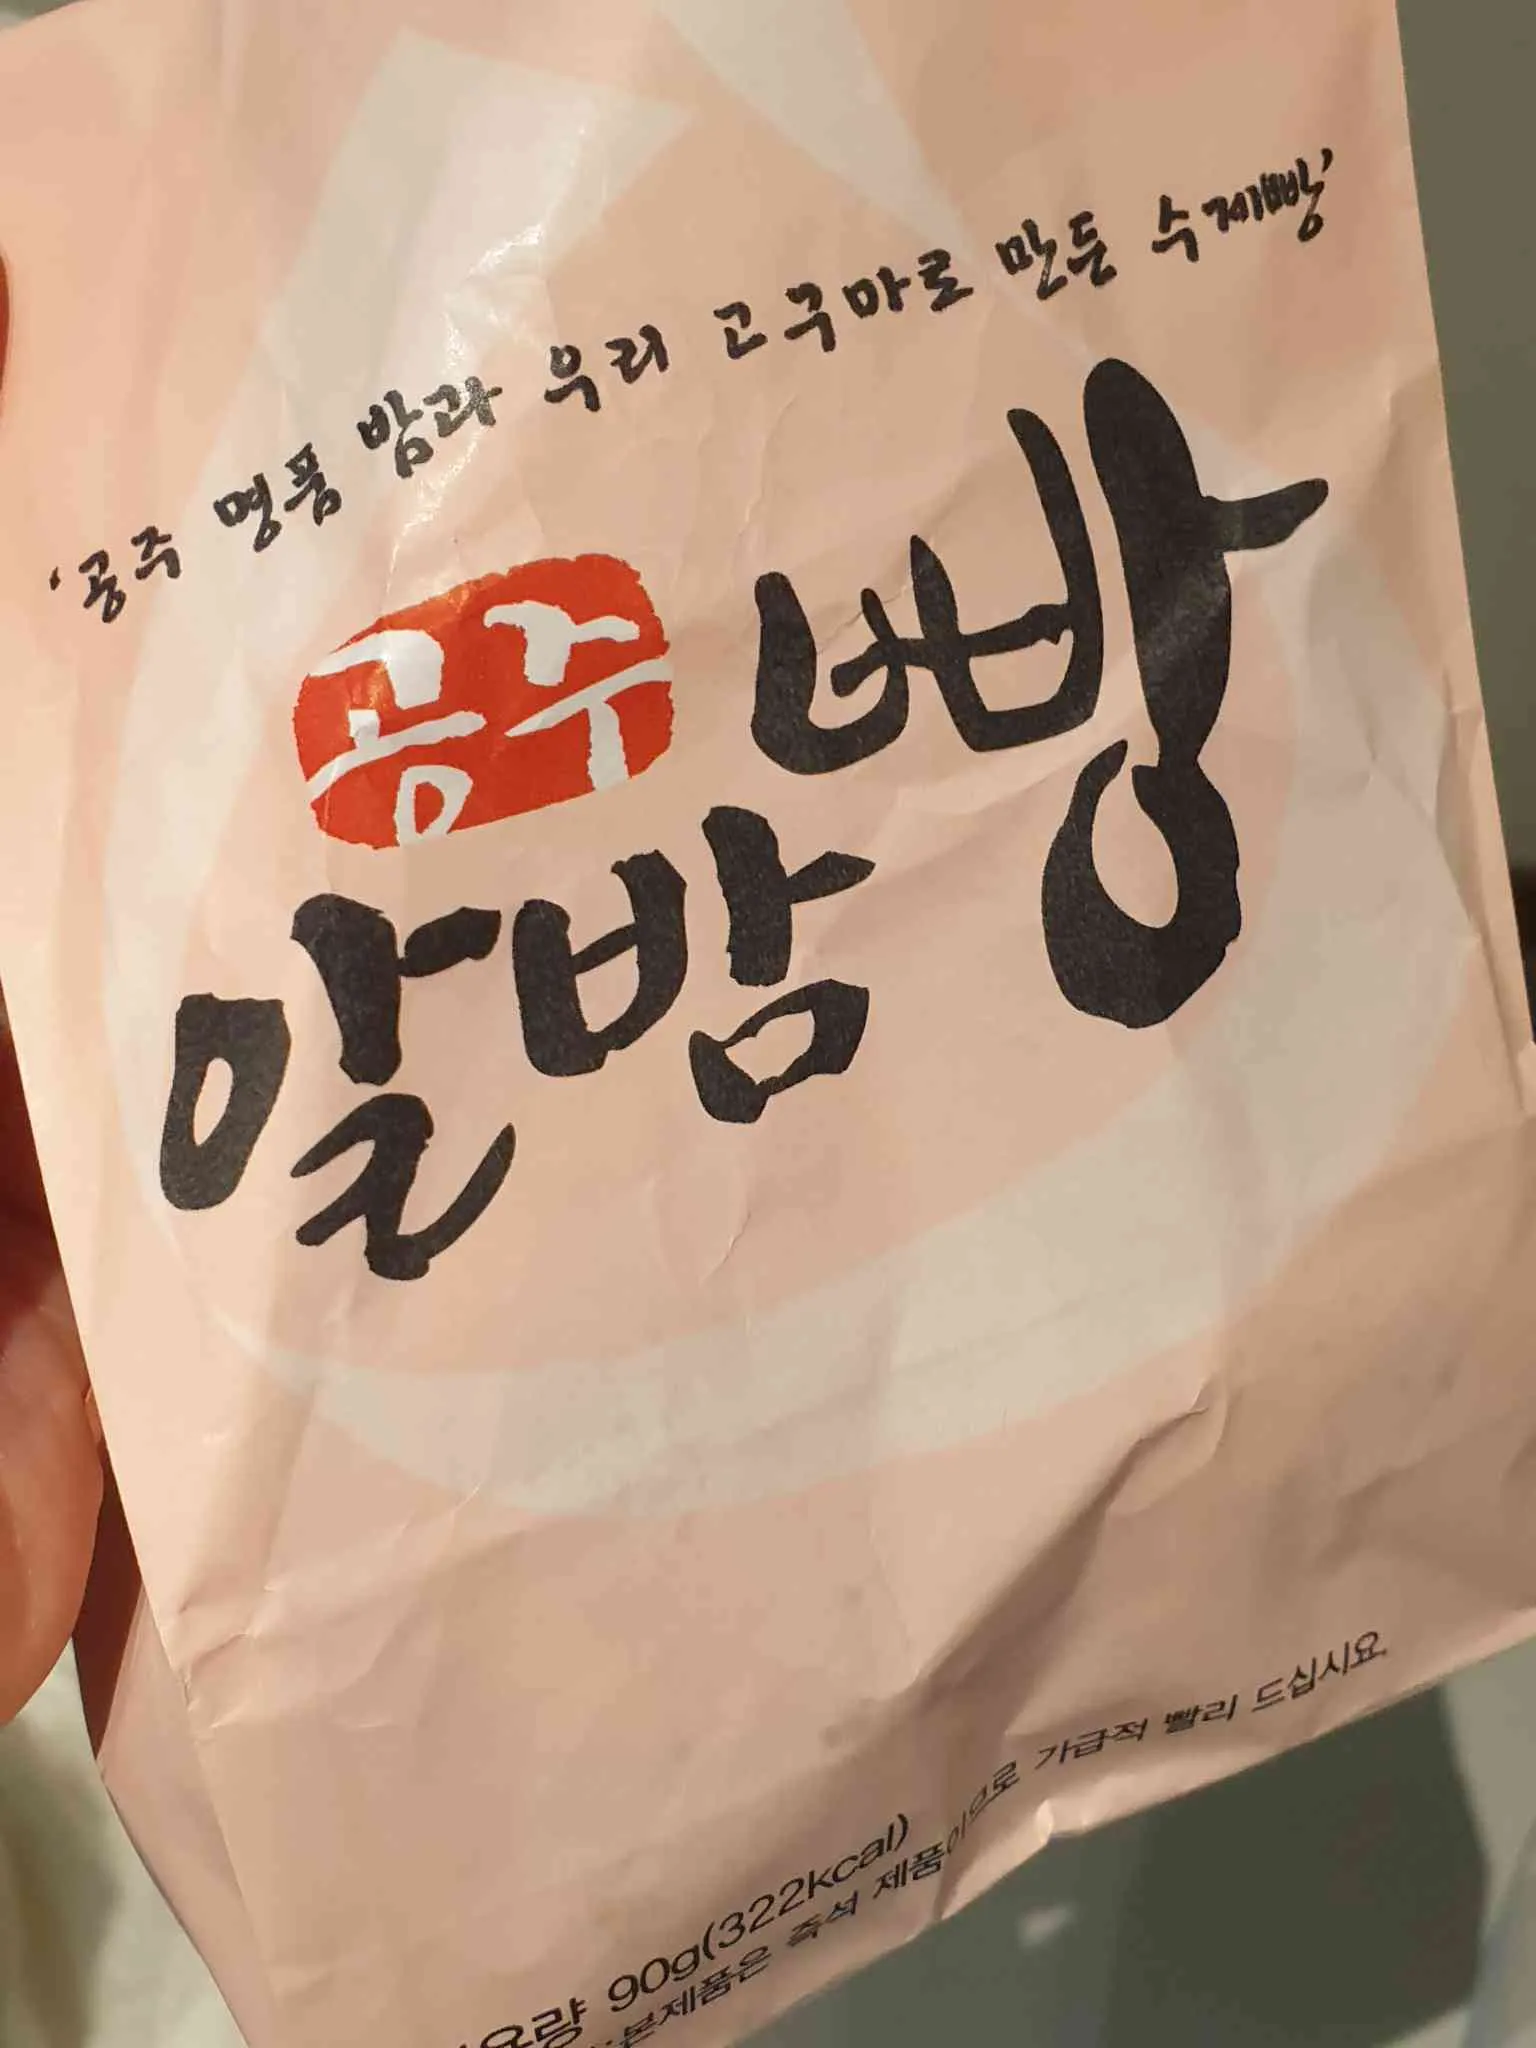 '공주 명품 밤과 우리 고구마로 만든 수제빵'
공주
알밤빵
90g(322kcal)
본제품은 즉석 제품이므로 가급적 빨리 드십시요.